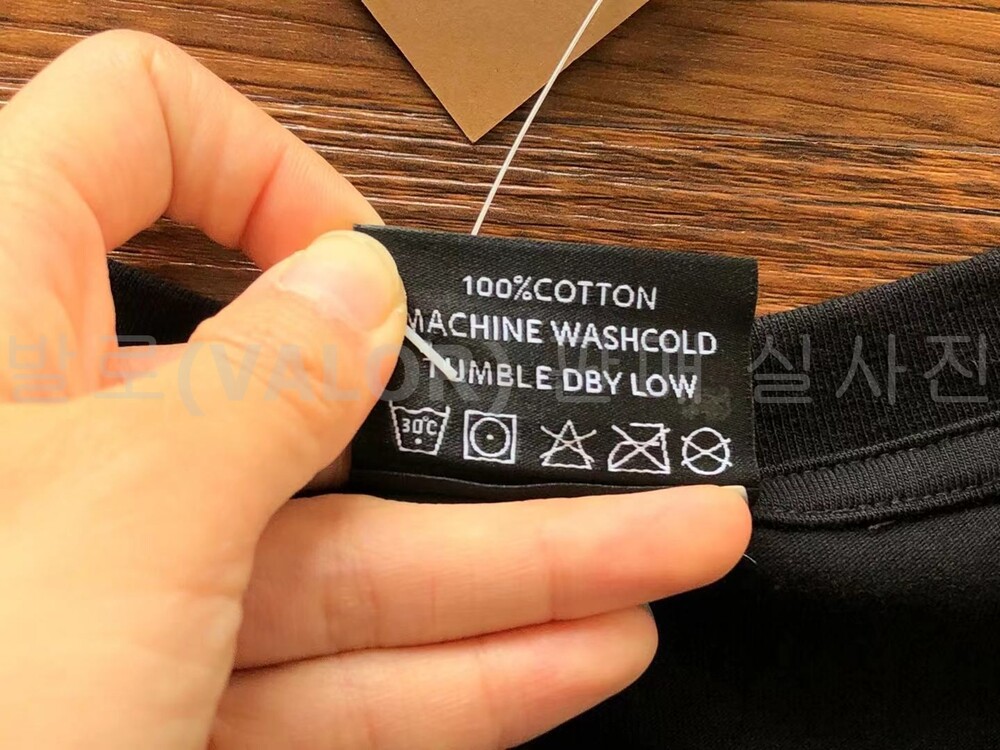 100%COTTON
MACHINE WASHCOLD
TUMBLE DBY LOW
30°C
발로(VALOR) 판매 실사진